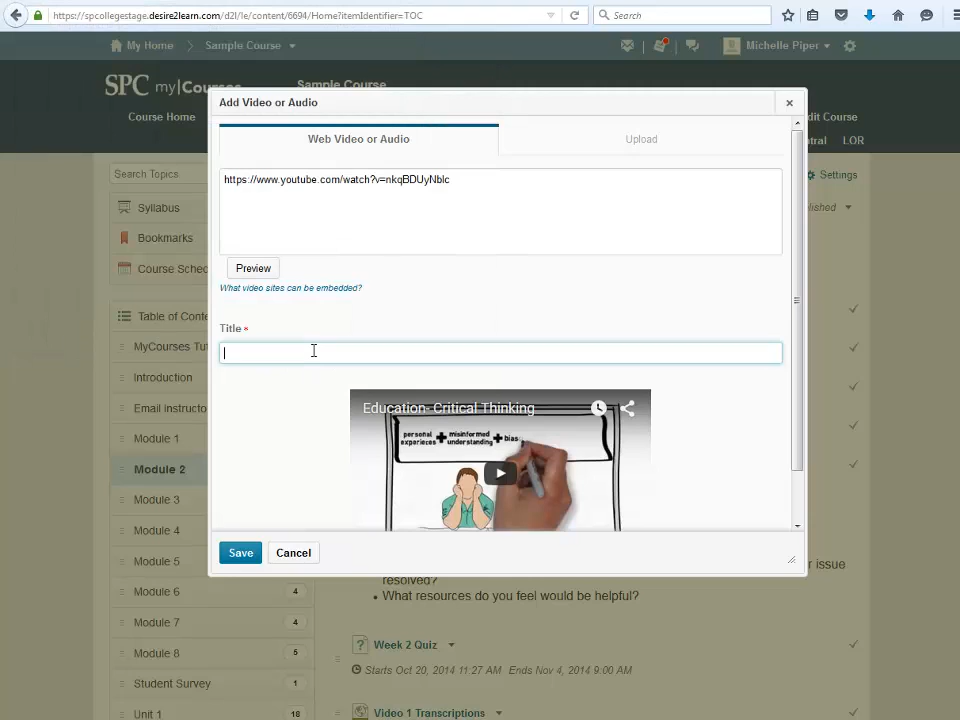 https://spcollegestage.desire2learn.com/d2l/le/content/6694/Home?itemIdentifier=TOC
Search
My Home
Sample Course
Michelle Piper
SPC my|Courses
Sample Course
Course Home
dit Course
ntral
LOR
Add Video or Audio
Web Video or Audio
Upload
https://www.youtube.com/watch?v=nkqBDUyNblc
Preview
What video sites can be embedded?
Title *
Education- Critical Thinking
personal experiences + misinformed understanding + bias
Save
Cancel
Search Topics
Settings
Syllabus
Bookmarks
Course Sched
Table of Conte
MyCourses Tut
Introduction
Email Instructo
Module 1
Module 2
Module 3
Module 4
Module 5
Module 6 4
Module 7 4
Module 8 5
Student Survey 1
Unit 1 18
r issue
resolved?
• What resources do you feel would be helpful?
Week 2 Quiz
Starts Oct 20, 2014 11:27 AM Ends Nov 4, 2014 9:00 AM
Video 1 Transcriptions